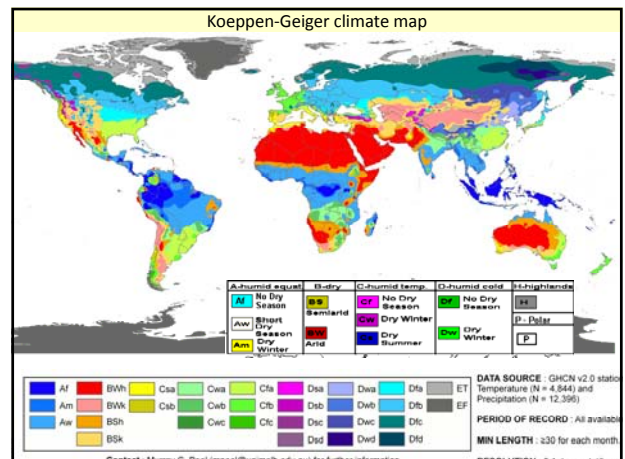 Koeppen-Geiger climate map
A-humid equat
B-dry
C-humid temp.
D-humid cold
H-highlands
Af No Dry Season
BS Semiarid
Cf No Dry Season
Df No Dry Season
H
Aw Short Dry Season
BW Arid
Cw Dry Winter
P - Polar
Am Dry Winter
Dry Summer
Dw Dry Winter
P
Af BWh Csa Cwa Cfa Dsa Dwa Dfa ET
Am BWk Csb Cwb Cfb Dsb Dwb Dfb EF
Aw BSh Cwc Cfc Dsc Dwc Dfc
BSk Dsd Dwd Dfd
DATA SOURCE : GHCN v2.0 station
Temperature (N = 4,844) and
Precipitation (N = 12,396)
PERIOD OF RECORD : All available
MIN LENGTH : ≥30 for each month.